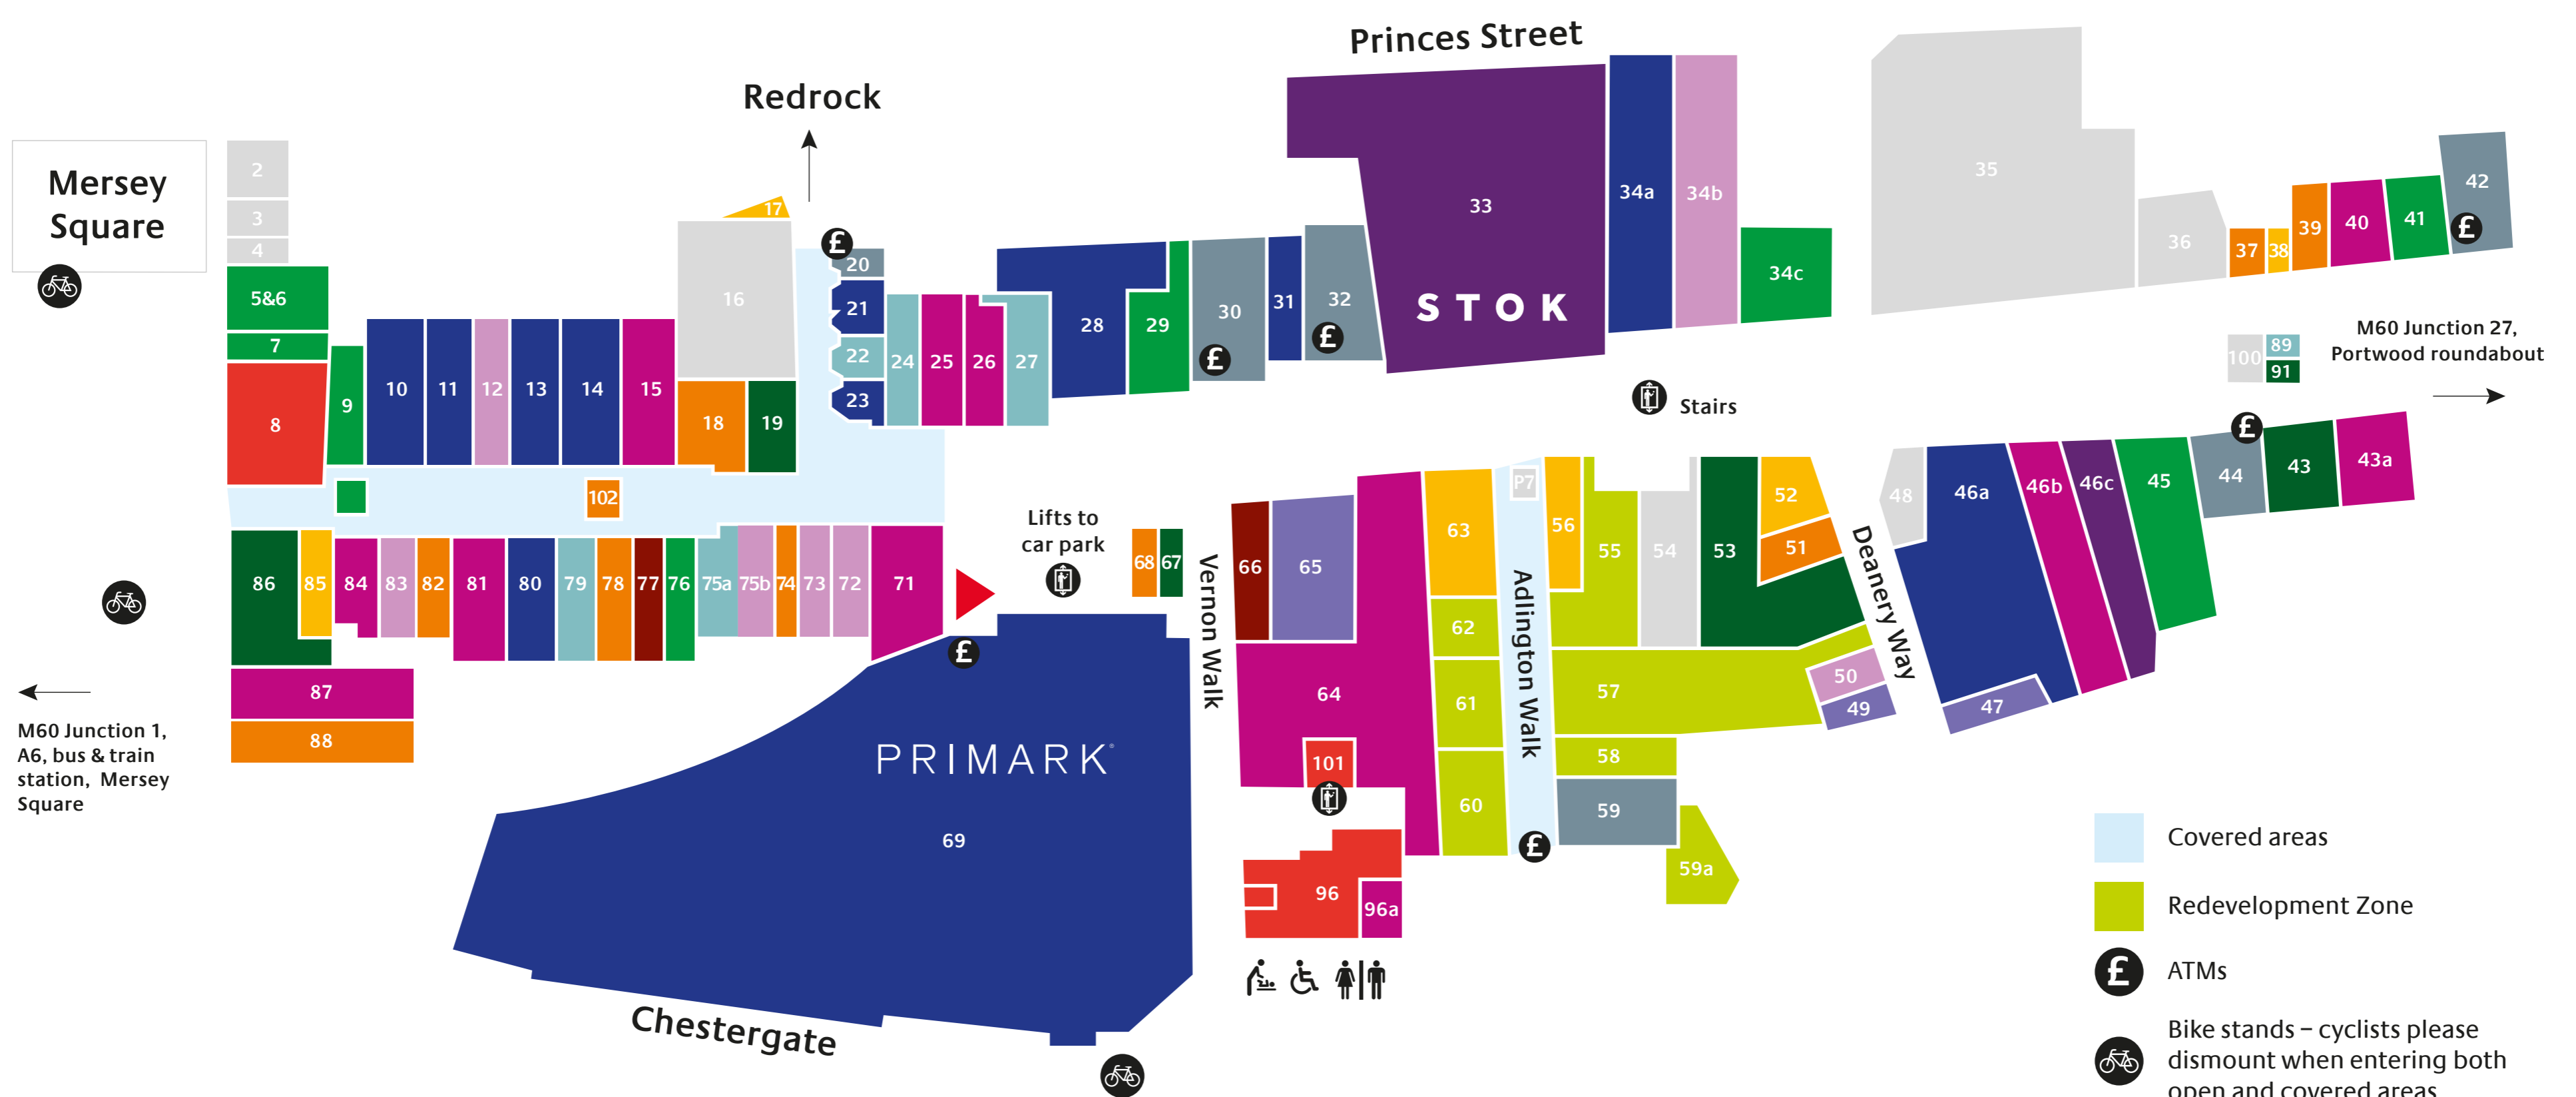 Princes Street
Redrock
Mersey
Square
2
3
4
5&6
7
8
9
10
11
12
13
14
15
16
17
18
19
£
20
21
22
23
24
25
26
27
28
29
30
£
31
32
£
33
STOK
34a
34b
34c
35
36
37
38
39
40
41
42
£
M60 Junction 27,
Portwood roundabout
100
89
91
Stairs
102
86
85
84
83
82
81
80
79
78
77
76
75a
75b
74
73
72
71
87
88
M60 Junction 1,
A6, bus & train
station, Mersey
Square
Lifts to
car park
68
67
£
PRIMARK
69
Chestergate
Vernon Walk
66
65
64
101
96
96a
63
62
61
60
Adlington Walk
P7
£
56
55
54
53
52
51
57
58
59
59a
50
49
Deanery Way
48
46a
46b
46c
45
44
£
43
43a
47
Covered areas
Redevelopment Zone
£
ATMs
Bike stands – cyclists please
dismount when entering both
open and covered areas